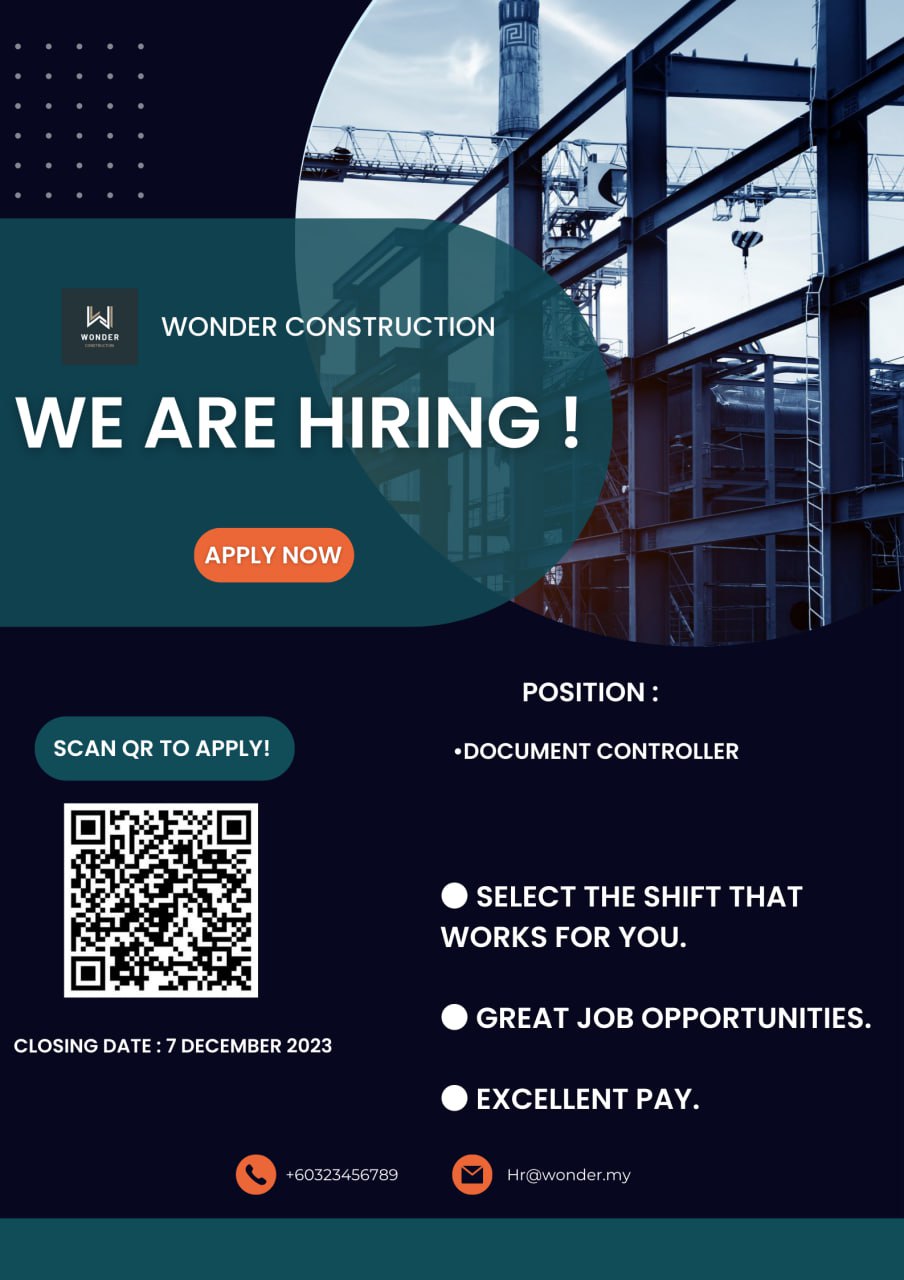 WONDER
CONSTRUCTION
WONDER CONSTRUCTION
WE ARE HIRING !
APPLY NOW
POSITION :
•DOCUMENT CONTROLLER
SCAN QR TO APPLY!
CLOSING DATE : 7 DECEMBER 2023
● SELECT THE SHIFT THAT
WORKS FOR YOU.
● GREAT JOB OPPORTUNITIES.
● EXCELLENT PAY.
+60323456789
Hr@wonder.my